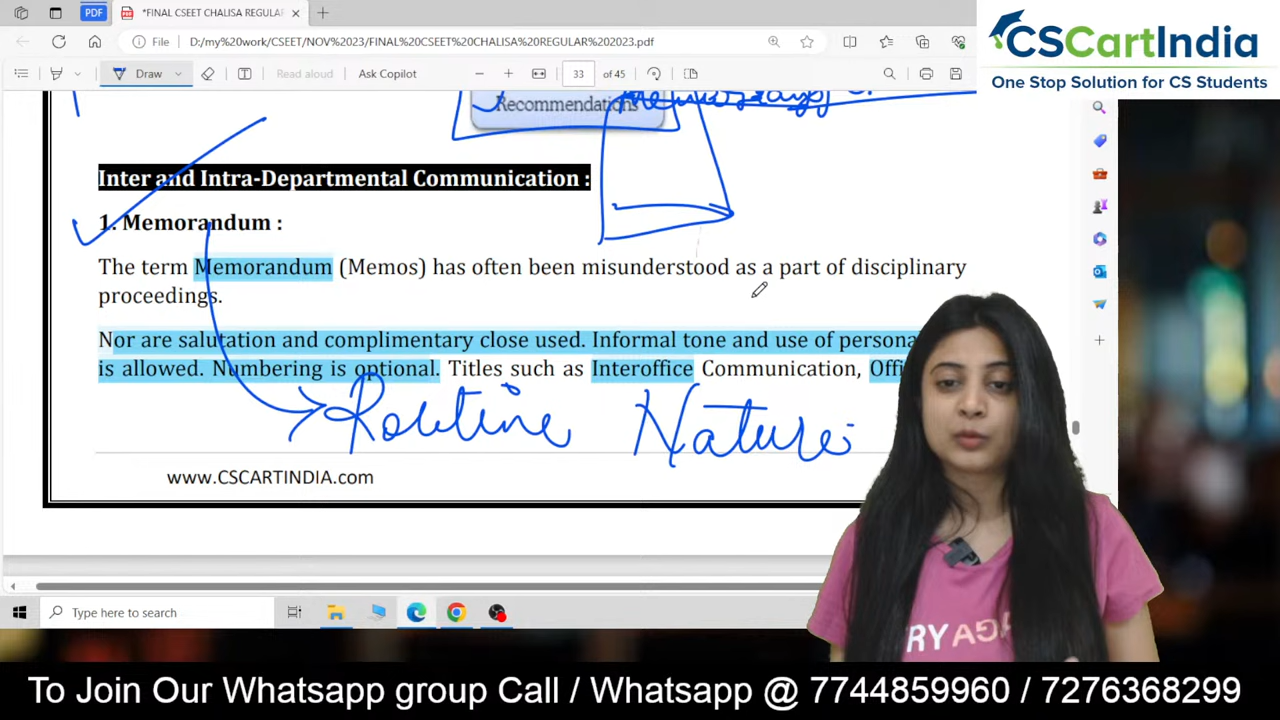 PDF
*FINAL CSEET CHALISA REGULAR
CSCartIndia
One Stop Solution for CS Students
File
D:/my%20work/CSEET/NOV%2023/FINAL%20CSEET%20CHALISA%20REGULAR%202023.pdf
Draw
Read aloud
Ask Copilot
33 of 45
Recommendations
Inter and Intra-Departmental Communication :
1. Memorandum :
The term Memorandum (Memos) has often been misunderstood as a part of disciplinary
proceedings.
Nor are salutation and complimentary close used. Informal tone and use of persona
is allowed. Numbering is optional. Titles such as Interoffice Communication, Offi
Routine Nature
www.CSCARTINDIA.com
Type here to search
To Join Our Whatsapp group Call / Whatsapp @ 7744859960 / 7276368299